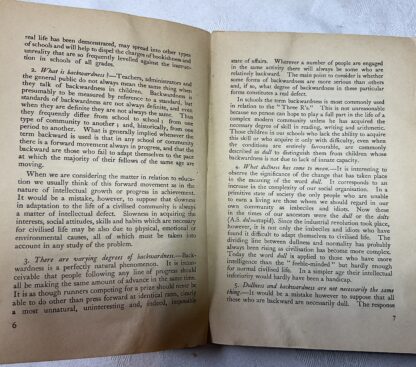 real life has been demonstrated, may spread into other types
of schools and will help to dispel the charges of bookishness and
unreality that are so frequently levelled against the instruc-
tion in schools of all grades.
2. What is backwardness?—Teachers, administrators and
the general public do not always mean the same thing when
they talk of backwardness in children. Backwardness is
presumably to be measured by reference to a standard, but
standards of backwardness are not always definite, and even
when they are definite they are not always the same. Thus
they frequently differ from school to school; from one
type of community to another; and, historically, from one
period to another. What is generally implied whenever the
term backward is used is that in any school or community
there is a forward movement always in progress, and that the
backward are those who fail to adapt themselves to the pace
at which the majority of their fellows of the same age are
moving.
When we are considering the matter in relation to educa-
tion we usually think of this forward movement as in the
nature of intellectual growth or progress in achievement.
It would be a mistake, however, to suppose that slowness
in adaptation to the life of a civilised community is always
a matter of intellectual defect. Slowness in acquiring the
interests, social attitudes, skills and habits which are necessary
for civilised life may be also due to physical, emotional or
environmental causes, all of which must be taken into
account in any study of the problem.
3. There are varying degrees of backwardness.—Back-
wardness is a perfectly natural phenomenon. It is incon-
ceivable that people following any line of progress should
all be making the same amount of advance in the same time.
It is as though runners competing for a prize should never be
able to do other than press forward at identical rates, clearly
a most unnatural, uninteresting and, indeed, impossible
6
state of affairs. Wherever a number of people are engaged
in the same activity there will always be some who are
relatively backward. The main point to consider is whether
some forms of backwardness are more serious than others
and, if so, what degree of backwardness in these particular
forms constitutes a real defect.
In schools the term backwardness is most commonly used
in relation to the "Three R's." This is not unreasonable
because no person can hope to play a full part in the life of a
complex modern community unless he has acquired the
necessary degree of skill in reading, writing and arithmetic.
Those children in our schools who lack the ability to acquire
this skill or who acquire it only with difficulty, even when
the conditions are entirely favourable, are commonly
described as dull to distinguish them from children whose
backwardness is not due to lack of innate capacity.
4. What dullness has come to mean.—It is interesting to
observe the significance of the change that has taken place
in the meaning of the word dull. It corresponds to an
increase in the complexity of our social organisation. In a
primitive state of society the only people who are unable
to earn a living are those whom we should regard in our
own community as imbeciles and idiots. Now these
in the times of our ancestors were the dull or the dolts
Since the industrial revolution took place,
however, it is not only the imbeciles and idiots who have
found it difficult to adapt themselves to civilised life. The
dividing line between dullness and normality has probably
always been rising as civilisation has become more complex.
Today the word dull is applied to those who have more
intelligence than the "feeble-minded" but hardly enough
for normal civilised life. In a simpler age their intellectual
inferiority would hardly have been a handicap.
5. Dullness and backwardness are not necessarily the same
thing.—It would be a mistake however to suppose that all
those who are backward are necessarily dull. The response
7